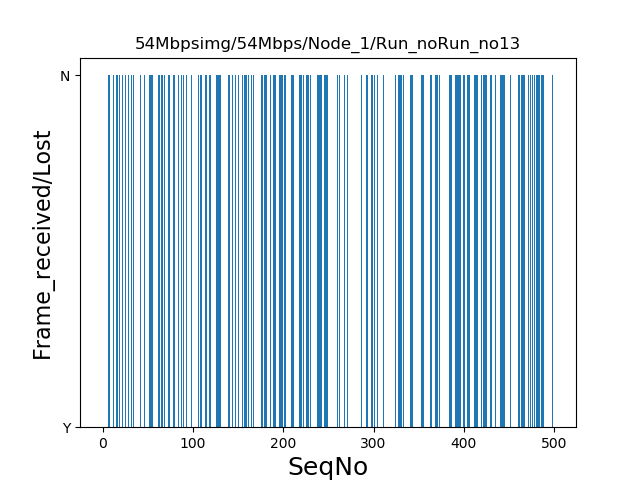 54Mbpsimg/54Mbps/Node_1/Run_noRun_no13
N
Frame_received/Lost
Y
0 100 200 300 400 500
SeqNo